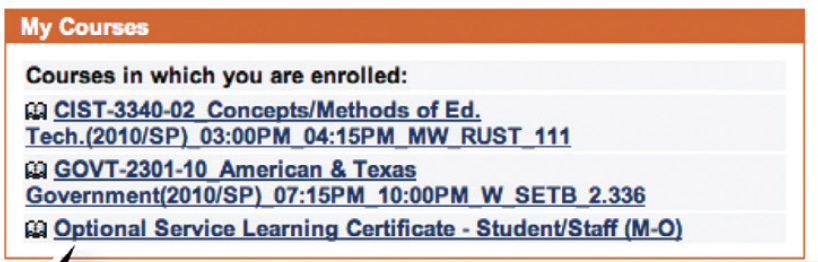 My Courses
Courses in which you are enrolled:
CIST-3340-02_Concepts/Methods of Ed.
Tech.(2010/SP)_03:00PM_04:15PM_MW_RUST_111
GOVT-2301-10_American & Texas
Government(2010/SP)_07:15PM_10:00PM_W_SETB_2.336
Optional Service Learning Certificate - Student/Staff (M-O)